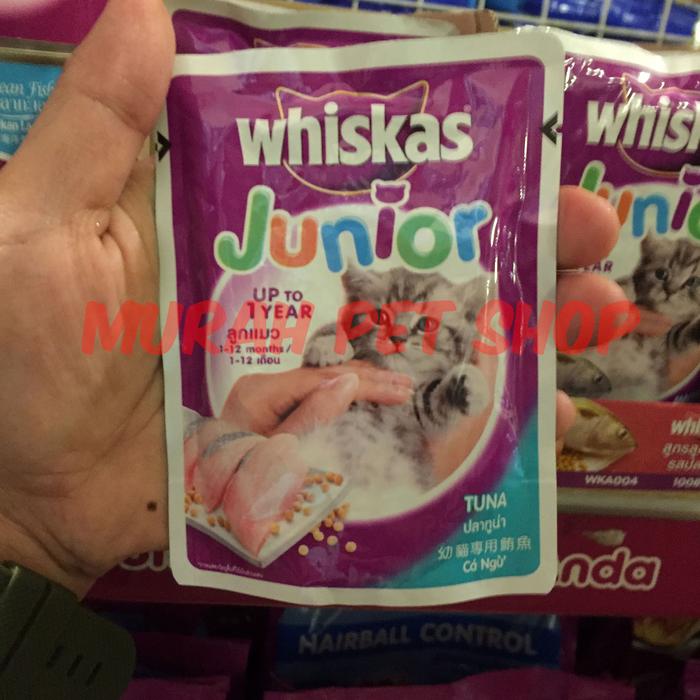 whiskas
Junior
UP TO
1 YEAR
ลูกแมว
1-12 months /
1-12 เดือน
MURAH PET SHOP
TUNA
ปลาทูน่า
幼貓專用鮪魚
Cá Ngừ
WKA004
HAIRBALL CONTROL